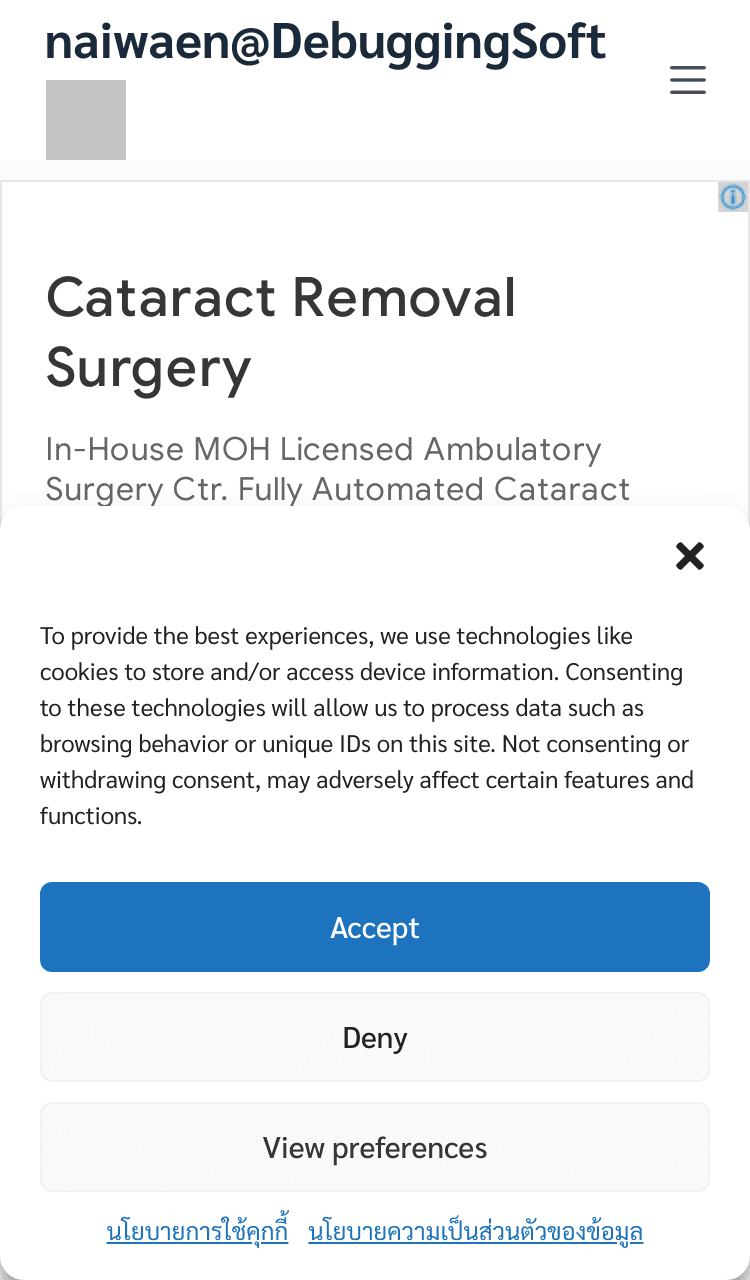 naiwaen@DebuggingSoft
Cataract Removal
Surgery
In-House MOH Licensed Ambulatory
Surgery Ctr. Fully Automated Cataract
To provide the best experiences, we use technologies like
cookies to store and/or access device information. Consenting
to these technologies will allow us to process data such as
browsing behavior or unique IDs on this site. Not consenting or
withdrawing consent, may adversely affect certain features and
functions.
Accept
Deny
View preferences
นโยบายการใช้คุกกี้ นโยบายความเป็นส่วนตัวของข้อมูล